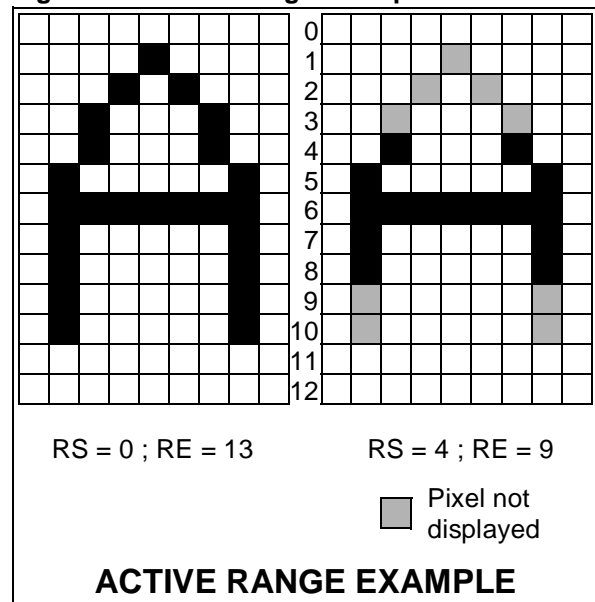 0
1
2
3
4
5
6
7
8
9
10
11
12
RS = 0 ; RE = 13
RS = 4 ; RE = 9
Pixel not
displayed
ACTIVE RANGE EXAMPLE